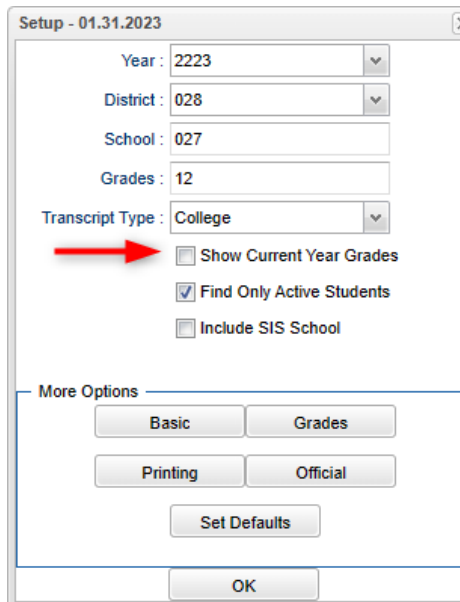 Setup - 01.31.2023
Year : 2223
District : 028
School : 027
Grades : 12
Transcript Type : College
Show Current Year Grades
Find Only Active Students
Include SIS School
More Options
Basic Grades
Printing Official
Set Defaults
OK